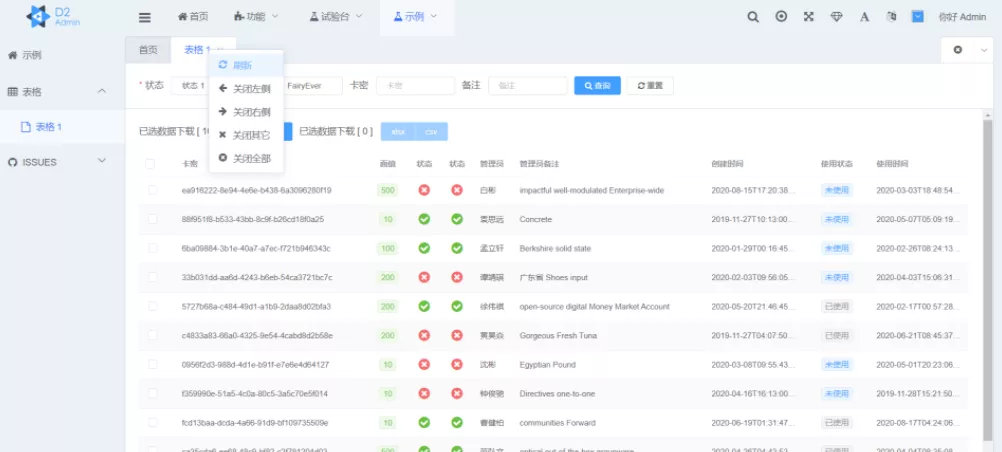 D2 Admin
首页 功能 试验台 示例 A 你好 Admin
示例
表格
表格 1
ISSUES
首页 表格 1
刷新
关闭左侧
关闭右侧
关闭其它
关闭全部
* 状态 状态 1 FairyEver 卡密 卡密 备注 备注 查询 重置
已选数据下载 [ 10 已选数据下载 [ 0 ] xlsx csv
卡密 面值 状态 状态 管理员 管理员备注 创建时间 使用状态 使用时间
ea916222-8e94-4e6e-b438-6a3096280f19 500 白彬 impactful well-modulated Enterprise-wide 2020-08-15T17:20:38... 未使用 2020-03-03T18:48:54...
88f951f8-b533-43bb-8c9f-b26cd18f0a25 10 袁思远 Concrete 2019-11-27T10:13:00... 未使用 2020-05-07T05:09:19...
6ba09884-3b1e-40a7-a7ec-f721b946343c 100 孟立轩 Berkshire solid state 2020-01-29T00:16:45... 未使用 2020-02-26T08:24:13...
33b031dd-aa6d-4243-b6eb-54ca3721bc7c 200 广东省 Shoes input 2020-02-03T09:56:05... 未使用 2020-04-03T15:06:31...
5727b68a-c484-49d1-a1b9-2daa8d02bfa3 200 徐伟祺 open-source digital Money Market Account 2020-05-20T21:46:45... 已使用 2020-02-17T00:57:28...
c4833a83-66a0-4325-9e54-4cabd8d2b58e 200 莫昊焱 Gorgeous Fresh Tuna 2019-11-27T04:07:50... 已使用 2020-06-21T08:45:37...
0956f2d3-988d-4d1e-b91f-e7e6e4d64127 10 沈彬 Egyptian Pound 2020-03-08T09:55:43... 未使用 2020-05-01T20:23:06...
f359990e-51a5-4c0a-80c5-3a5c70e5f014 10 钟俊驰 Directives one-to-one 2020-04-16T16:13:00... 未使用 2019-11-28T15:21:50...
fcd13baa-dcda-4a66-91d9-bf109735509e 10 曹健柏 communities Forward 2020-06-19T01:31:47... 已使用 2020-08-17T04:24:06...